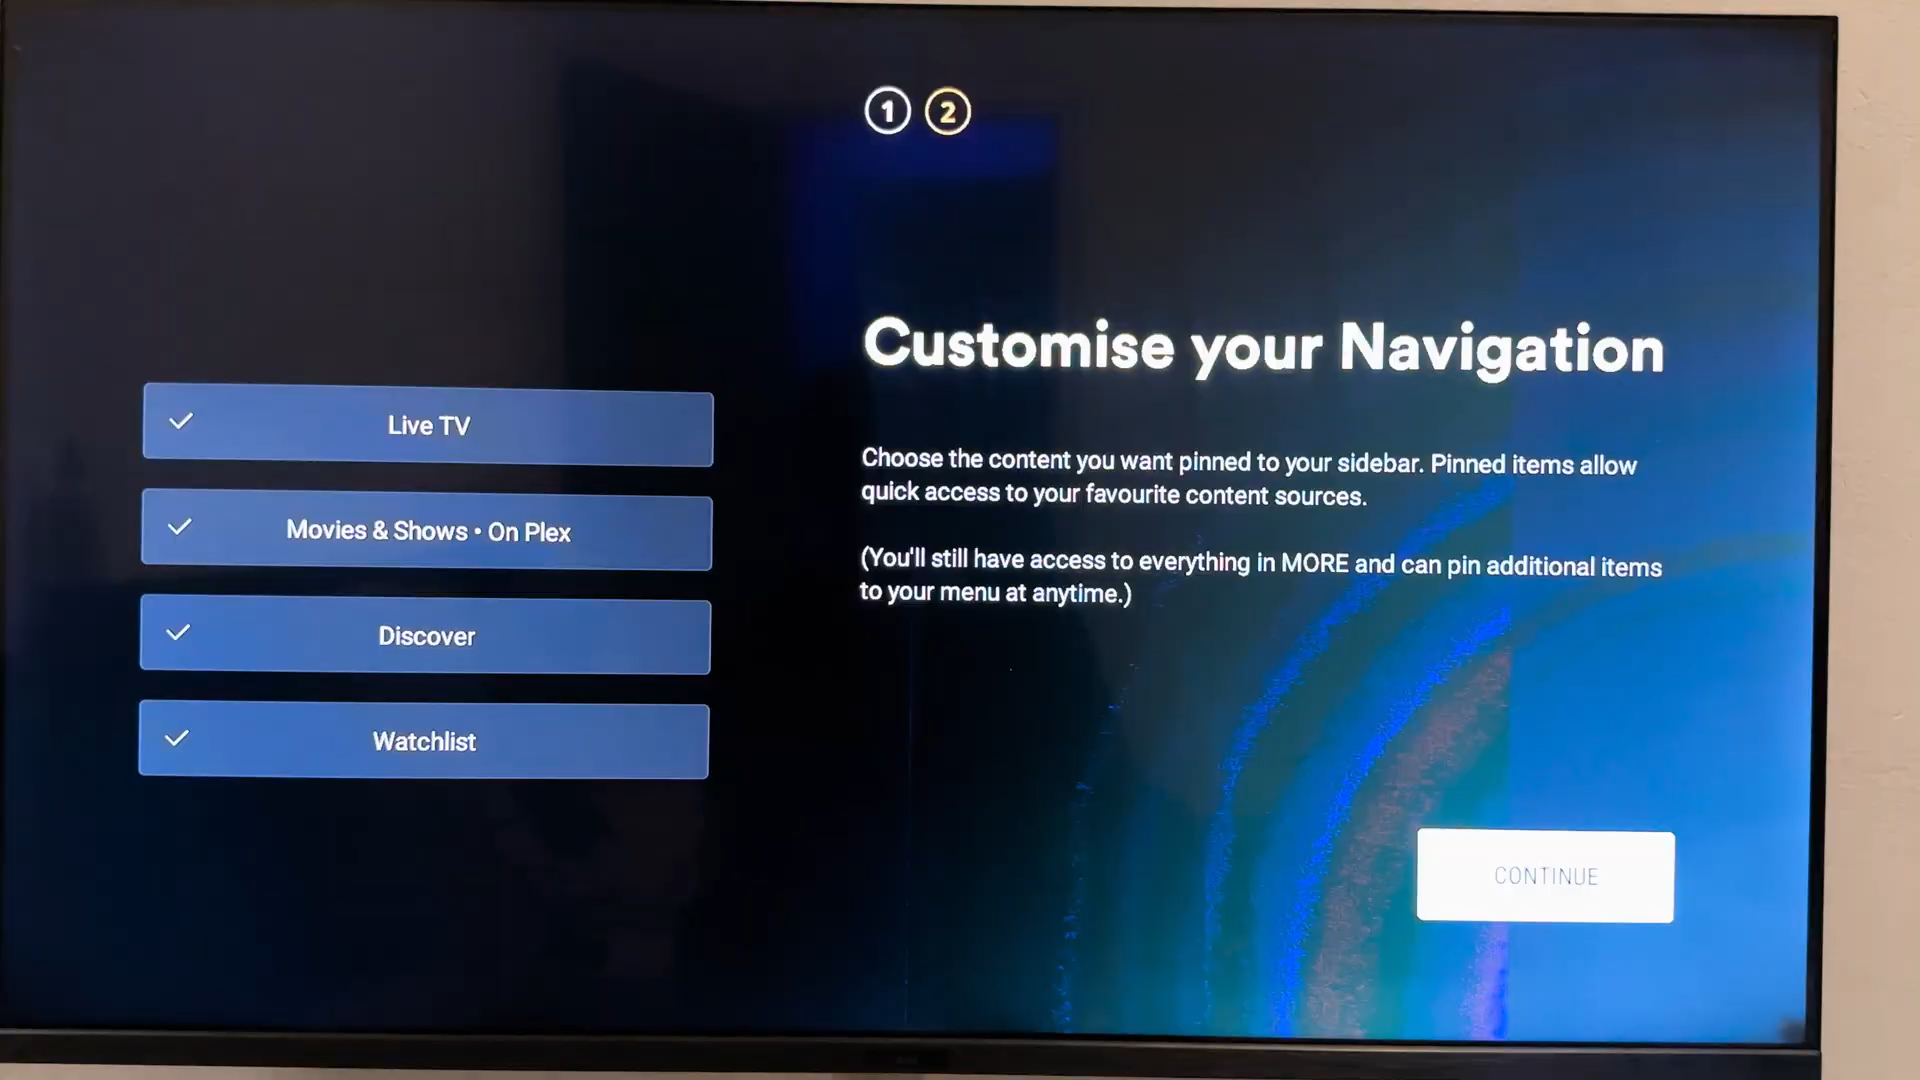 1 2
Customise your Navigation
Live TV
Movies & Shows • On Plex
Discover
Watchlist
Choose the content you want pinned to your sidebar. Pinned items allow
quick access to your favourite content sources.
(You'll still have access to everything in MORE and can pin additional items
to your menu at anytime.)
CONTINUE